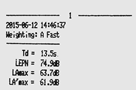 1
2015-06-12 14:46:37
Weighting: A Fast
Td = 13.5s
LEPN = 74.9dB
LAmax = 63.7dB
LA'max = 61.9dB